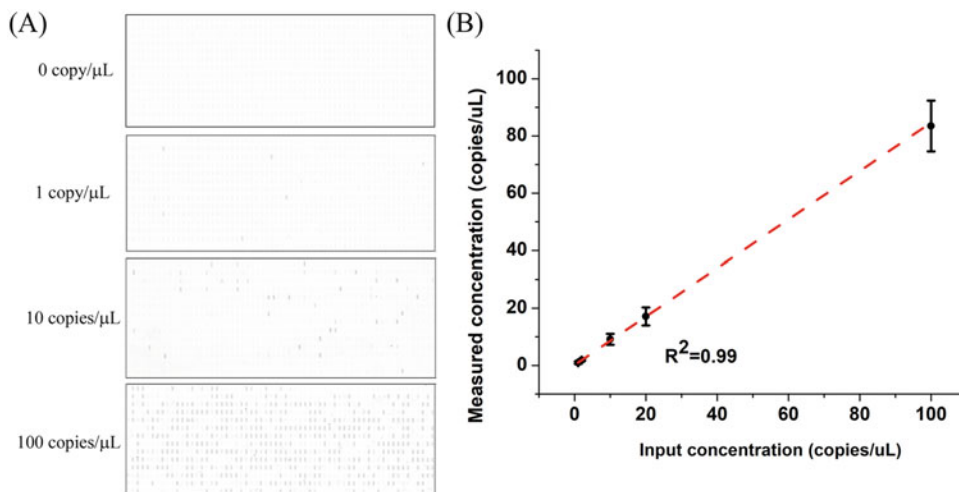 (A)
0 copy/μL
1 copy/μL
10 copies/μL
100 copies/μL
(B)
Measured concentration (copies/uL)
100
80
60
40
20
0
R²=0.99
0 20 40 60 80 100
Input concentration (copies/uL)